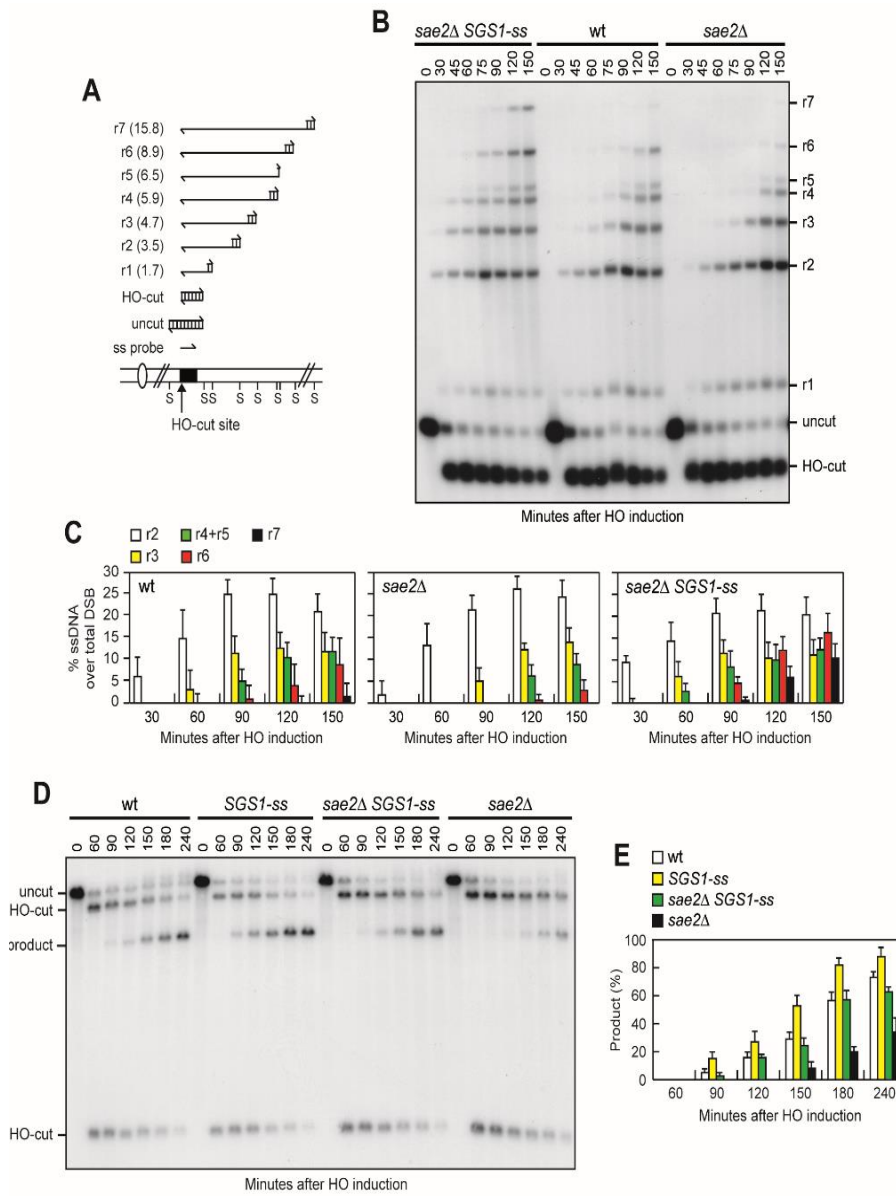 A
r7 (15.8)
r6 (8.9)
r5 (6.5)
r4 (5.9)
r3 (4.7)
r2 (3.5)
r1 (1.7)
HO-cut
uncut
ss probe
S SS S S S S
HO-cut site
B
sae2Δ SGS1-ss wt sae2Δ
0 30 45 60 75 90 120 150 0 30 45 60 75 90 120 150 0 30 45 60 75 90 120 150
r7
r6
r5
r4
r3
r2
r1
uncut
HO-cut
Minutes after HO induction
C
r2 r4+r5 r7
r3 r6
% ssDNA
over total DSB
30
25
20
15
10
5
0
wt
30 60 90 120 150
Minutes after HO induction
sae2Δ
30 60 90 120 150
Minutes after HO induction
sae2Δ SGS1-ss
30 60 90 120 150
Minutes after HO induction
D
wt SGS1-ss sae2Δ SGS1-ss sae2Δ
0 60 90 120 150 180 240 0 60 90 120 150 180 240 0 60 90 120 150 180 240 0 60 90 120 150 180 240
uncut
HO-cut
product
HO-cut
Minutes after HO induction
E
wt
SGS1-ss
sae2Δ SGS1-ss
sae2Δ
Product (%)
100
80
60
40
20
0
60 90 120 150 180 240
Minutes after HO induction